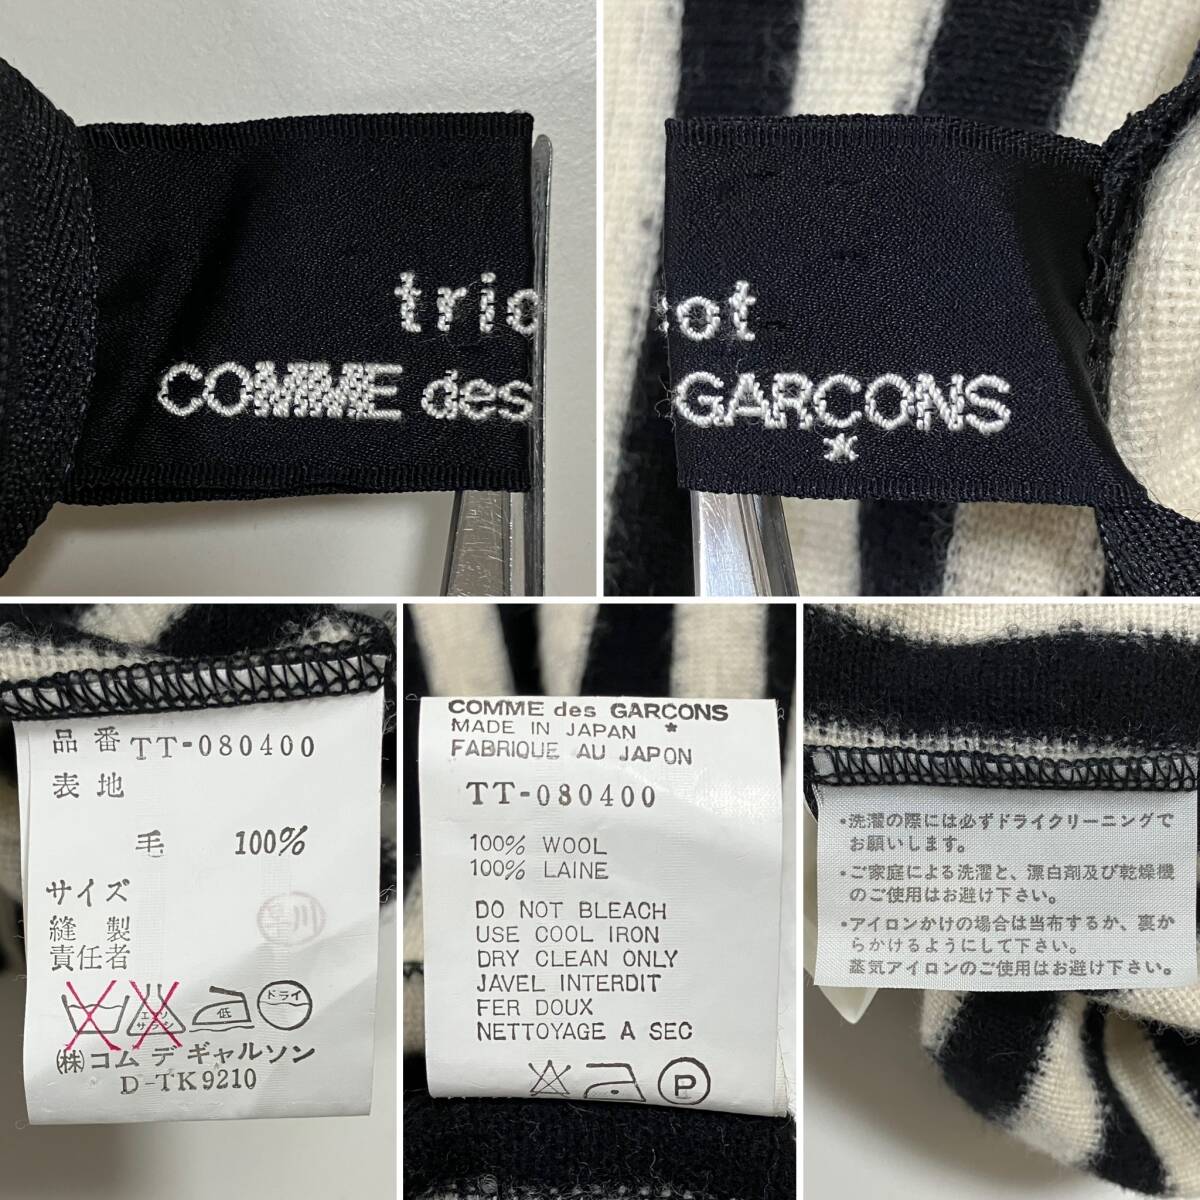 tric
COMME des
cot
GARÇONS
*
品番 TT-080400
表地
毛 100%
サイズ
縫製
責任者
早川
エンソ
サラシ
低
ドライ
(株)コム デ ギャルソン
D-TK9210
COMME des GARCONS
MADE IN JAPAN *
FABRIQUE AU JAPON
TT-080400
100% WOOL
100% LAINE
DO NOT BLEACH
USE COOL IRON
DRY CLEAN ONLY
JAVEL INTERDIT
FER DOUX
NETTOYAGE A SEC
P
•洗濯の際には必ずドライクリーニングで
お願いします。
•ご家庭による洗濯と、漂白剤及び乾燥機
のご使用はお避け下さい。
•アイロンかけの場合は当布するか、裏か
らかけるようにして下さい。
蒸気アイロンのご使用はお避け下さい。